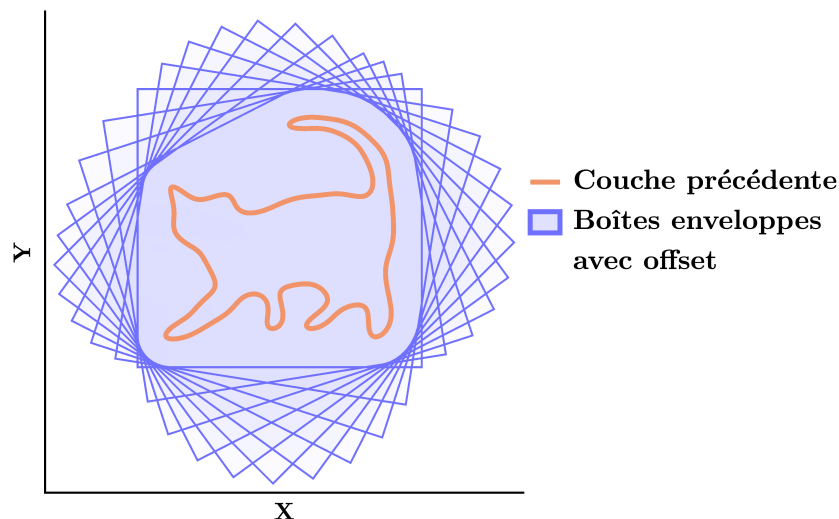 Couche précédente
Boîtes enveloppes
avec offset
Y
X